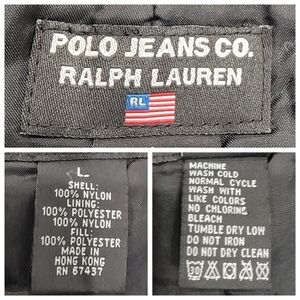 POLO JEANS CO.
RALPH LAUREN
RL
L
SHELL:
100% NYLON
LINING:
100% POLYESTER
100% NYLON
FILL:
100% POLYESTER
MADE IN
HONG KONG
RN 67437
MACHINE
WASH COLD
NORMAL CYCLE
WASH WITH
LIKE COLORS
NO CHLORINE
BLEACH
TUMBLE DRY LOW
DO NOT IRON
DO NOT DRY CLEAN
30